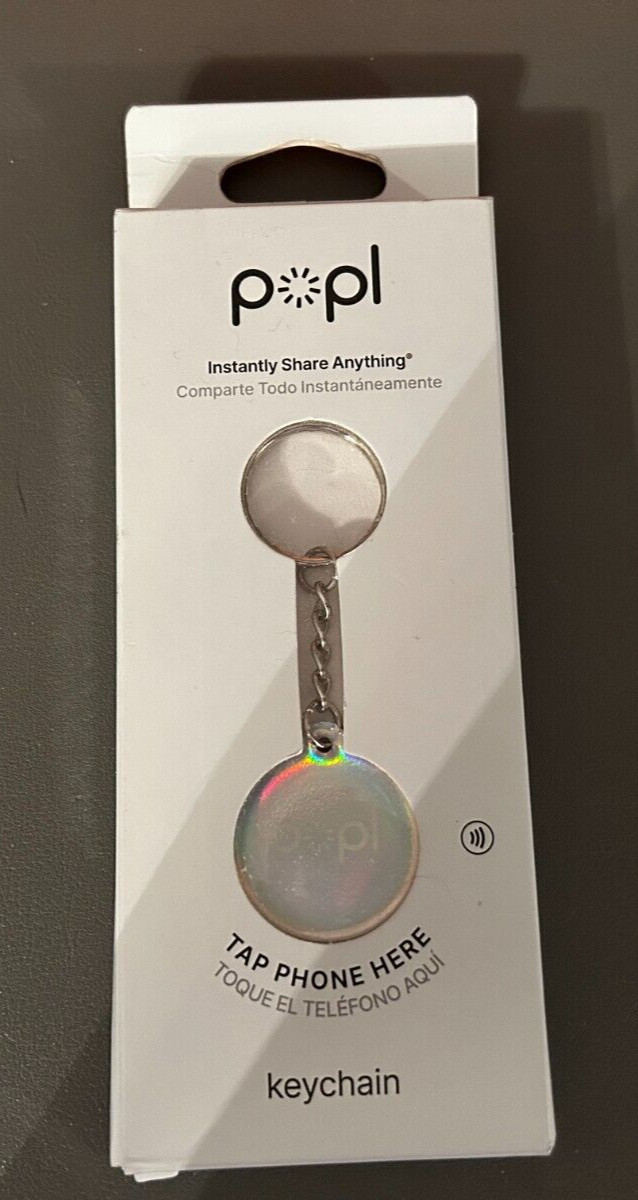 popl
Instantly Share Anything®
Comparte Todo Instantáneamente
popl
TAP PHONE HERE
TOQUE EL TELÉFONO AQUÍ
keychain